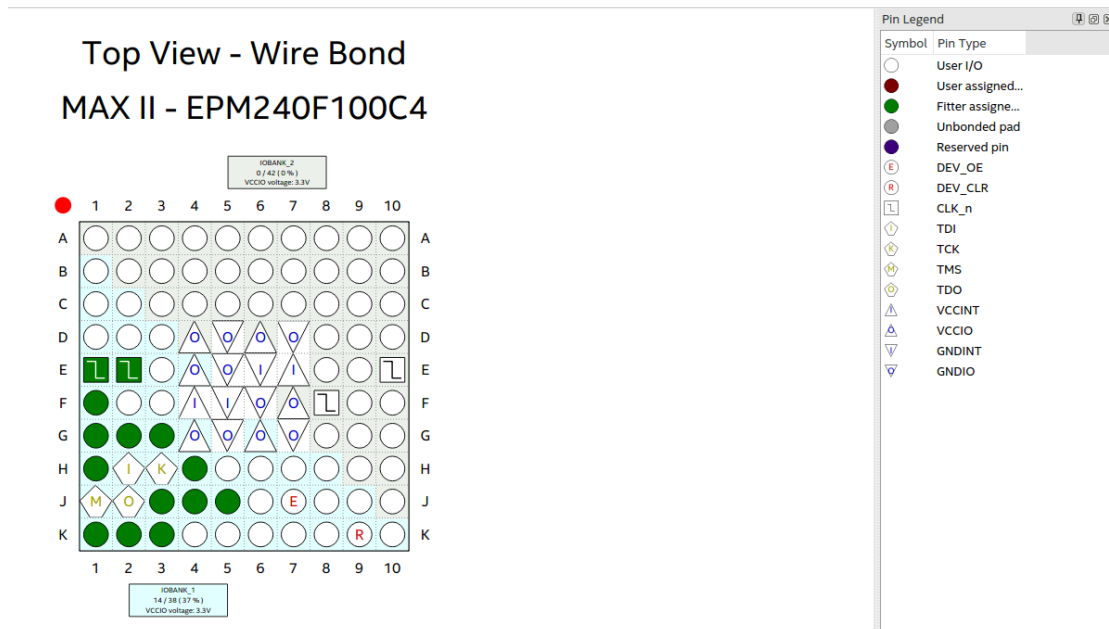 Top View - Wire Bond
MAX II - EPM240F100C4
IOBANK_2
0 / 42 ( 0 % )
VCCIO voltage: 3.3V
1 2 3 4 5 6 7 8 9 10
A A
B B
C C
D O O O O D
E O O I I E
F I I O O F
G O O O O G
H I K H
J M O E J
K R K
1 2 3 4 5 6 7 8 9 10
IOBANK_1
14 / 38 ( 37 % )
VCCIO voltage: 3.3V
Pin Legend
Symbol Pin Type
User I/O
User assigned...
Fitter assigne...
Unbonded pad
Reserved pin
E DEV_OE
R DEV_CLR
CLK_n
I TDI
K TCK
M TMS
O TDO
I VCCINT
O VCCIO
I GNDINT
O GNDIO